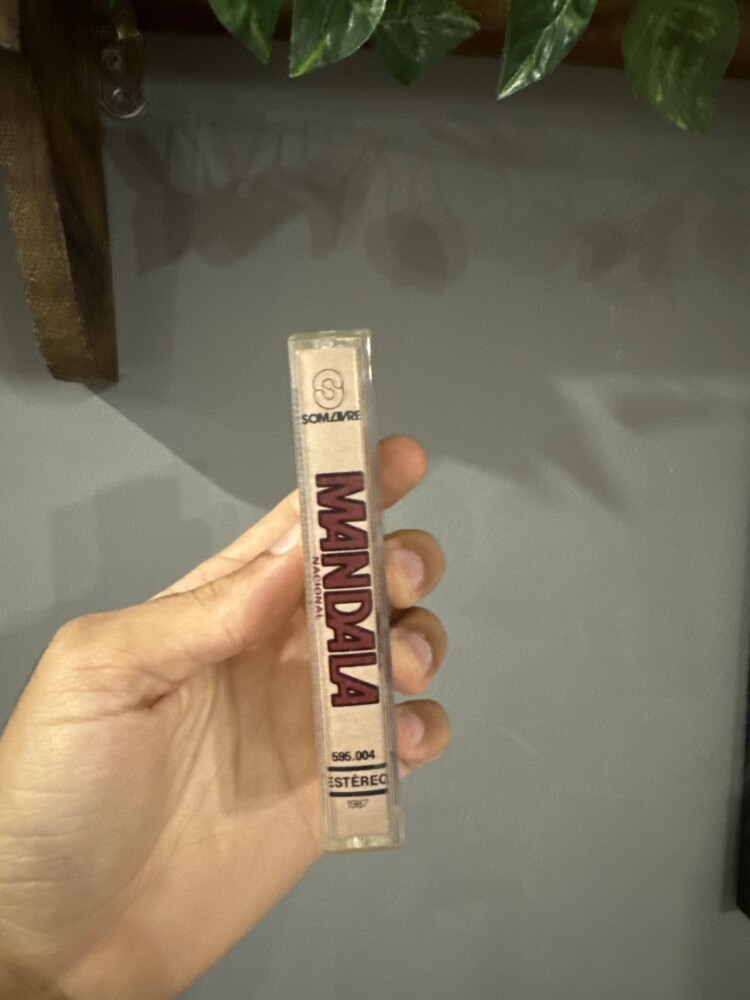 SOM LIVRE
MANDALA
NACIONAL
595.004
ESTÉREO
1987